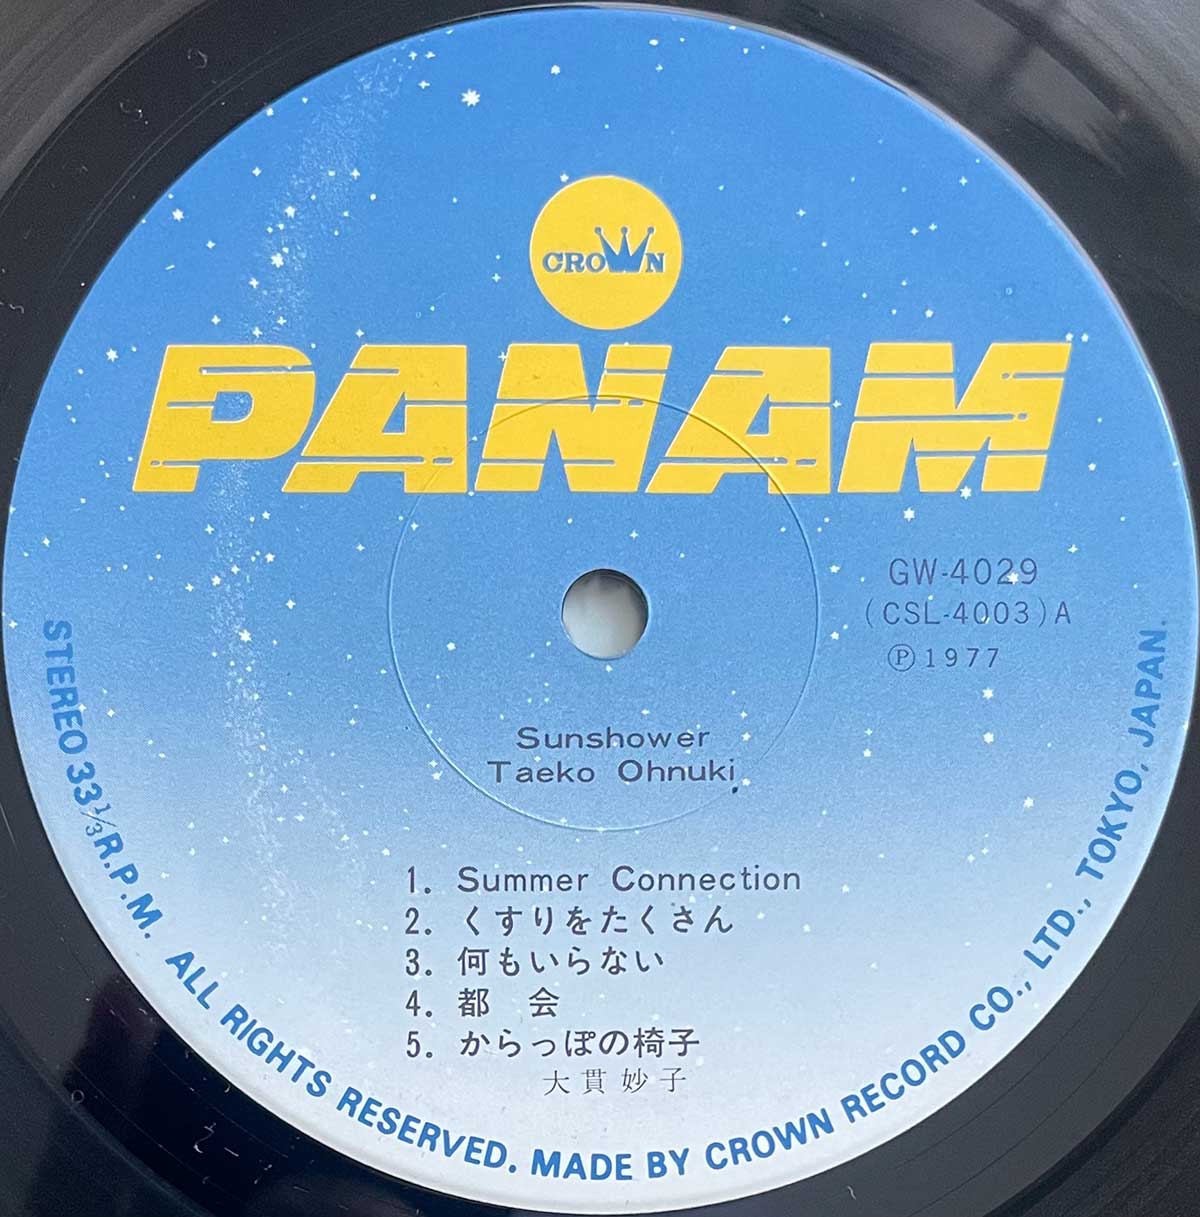 CROWN
PANAM
GW-4029
(CSL-4003)A
Ⓟ1977
Sunshower
Taeko Ohnuki
1. Summer Connection
2. くすりをたくさん
3. 何もいらない
4. 都 会
5. からっぽの椅子
大貫妙子
STEREO 33⅓R.P.M. ALL RIGHTS RESERVED. MADE BY CROWN RECORD CO., LTD., TOKYO, JAPAN.